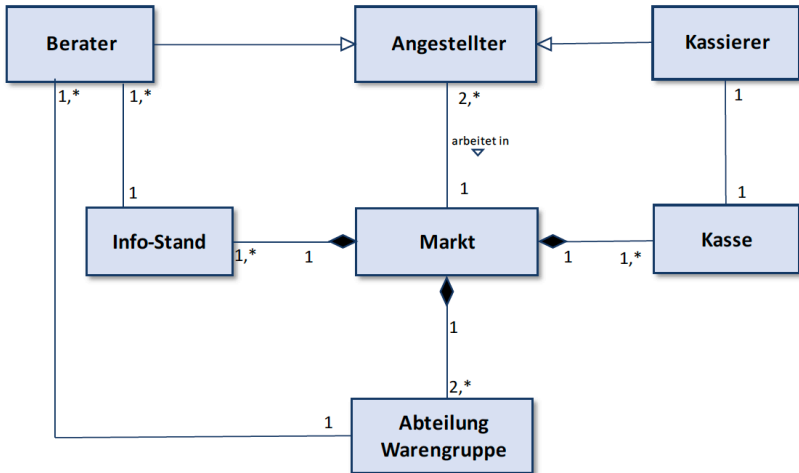 Berater
Angestellter
Kassierer
1,*
1,*
2,*
1
arbeitet in
1
1
1
Info-Stand
Markt
Kasse
1,*
1
1
1,*
1
2,*
1
Abteilung
Warengruppe